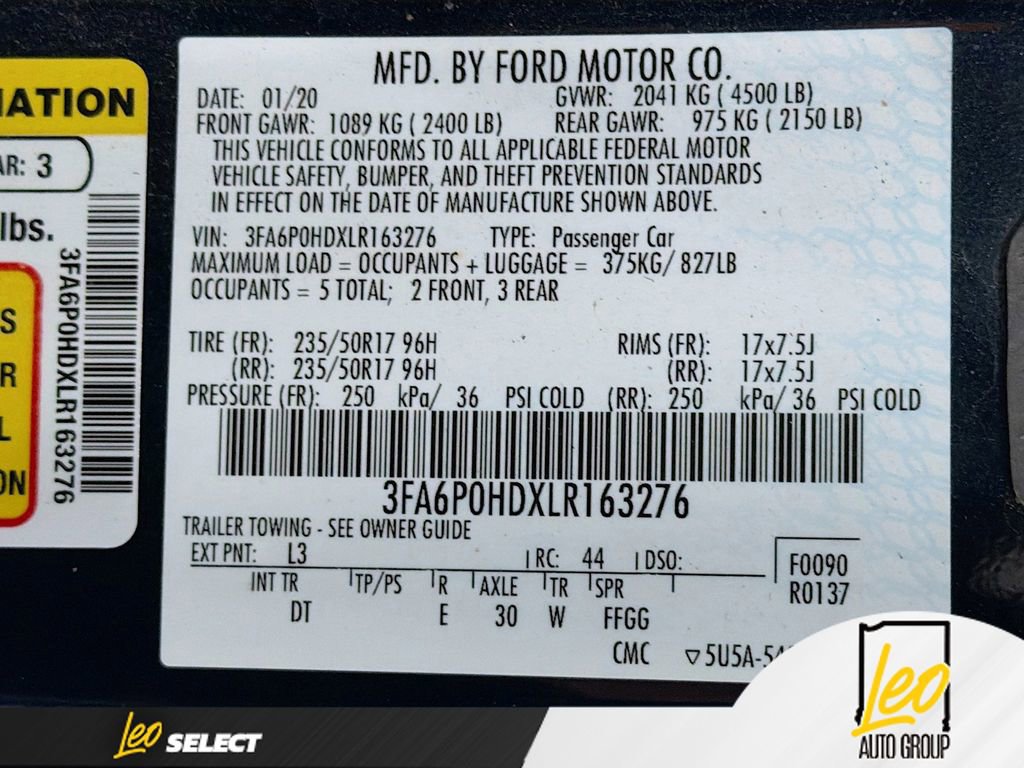 MFD. BY FORD MOTOR CO.
DATE: 01/20 GVWR: 2041 KG ( 4500 LB)
FRONT GAWR: 1089 KG ( 2400 LB) REAR GAWR: 975 KG ( 2150 LB)
THIS VEHICLE CONFORMS TO ALL APPLICABLE FEDERAL MOTOR
VEHICLE SAFETY, BUMPER, AND THEFT PREVENTION STANDARDS
IN EFFECT ON THE DATE OF MANUFACTURE SHOWN ABOVE.
VIN: 3FA6P0HDXLR163276 TYPE: Passenger Car
MAXIMUM LOAD = OCCUPANTS + LUGGAGE = 375KG/ 827LB
OCCUPANTS = 5 TOTAL; 2 FRONT, 3 REAR
TIRE (FR): 235/50R17 96H RIMS (FR): 17x7.5J
(RR): 235/50R17 96H (RR): 17x7.5J
PRESSURE (FR): 250 kPa/ 36 PSI COLD (RR): 250 kPa/ 36 PSI COLD
3FA6P0HDXLR163276
TRAILER TOWING - SEE OWNER GUIDE
EXT PNT: L3 RC: 44 DSO:
F0090
R0137
INT TR TP/PS R AXLE TR SPR
DT E 30 W FFGG
CMC ▽5U5A-54
IATION
AR: 3
lbs.
3FA6P0HDXLR163276
S
R
L
ON
Leo SELECT
Leo
AUTO GROUP